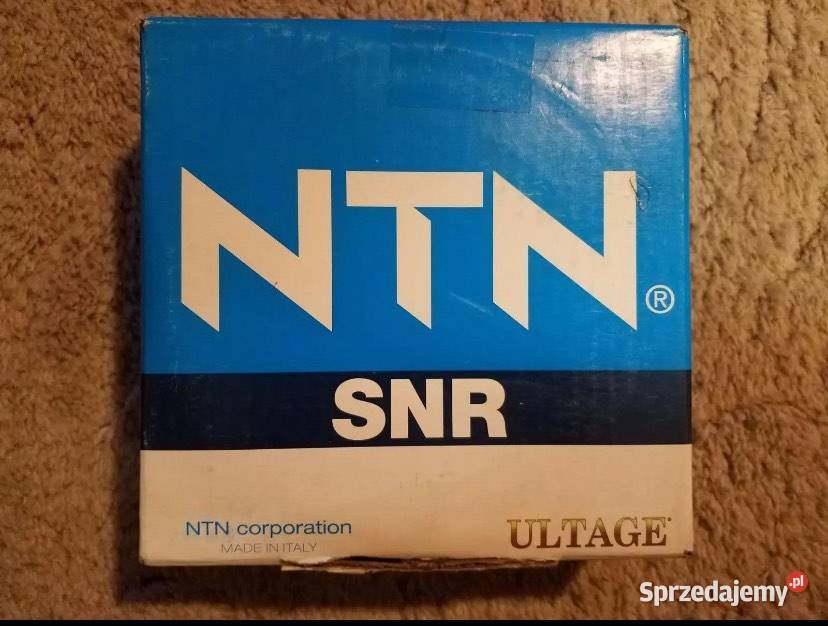 NTN®
SNR
NTN corporation
MADE IN ITALY
ULTAGE
Sprzedajemy.pl